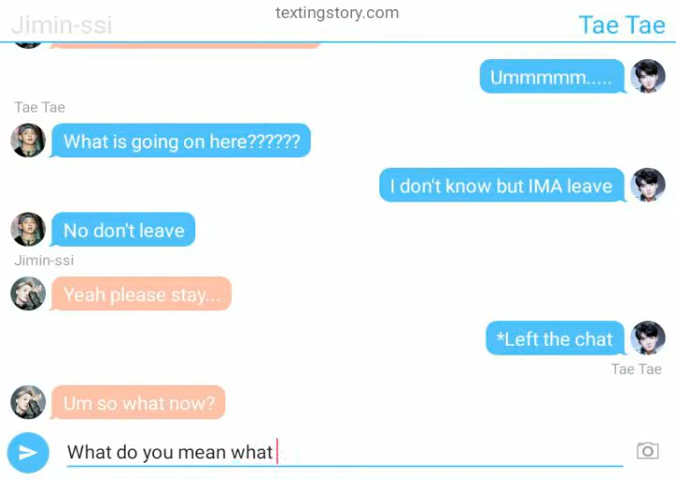 textingstory.com
Jimin-ssi
Tae Tae
Ummmmm.....
Tae Tae
What is going on here??????
I don't know but IMA leave
No don't leave
Jimin-ssi
Yeah please stay...
*Left the chat
Tae Tae
Um so what now?
What do you mean what